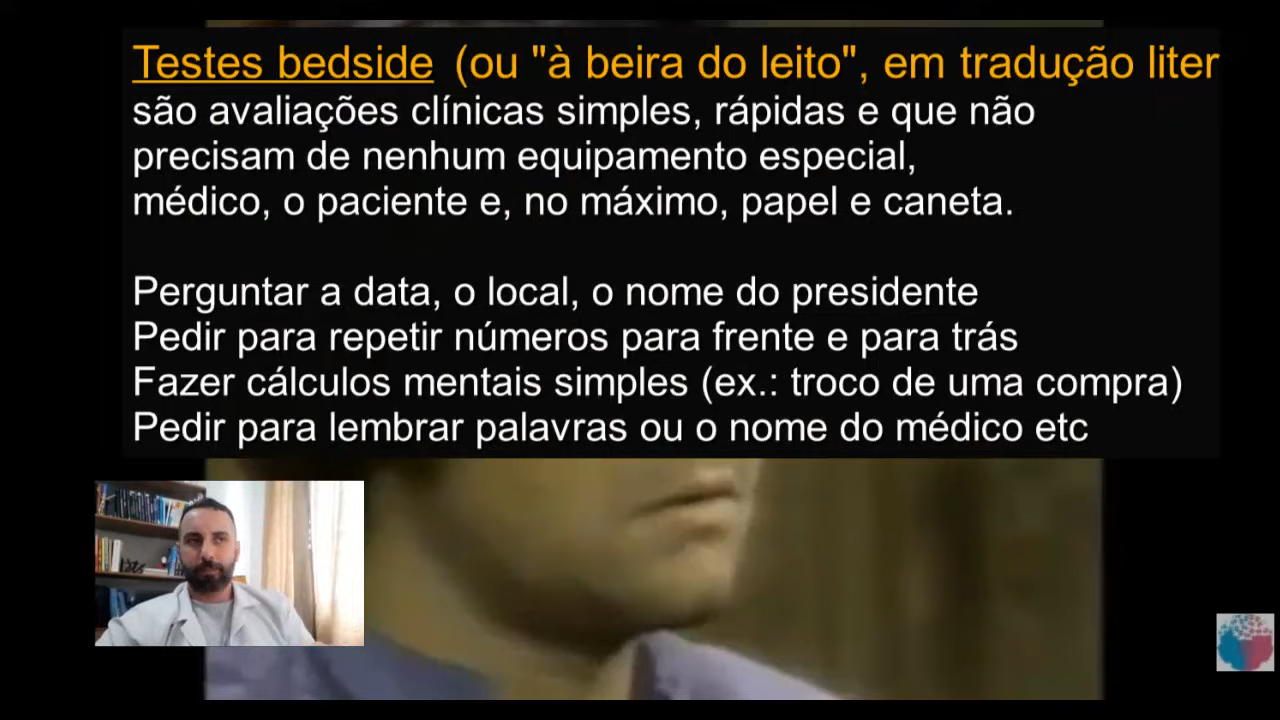 Testes bedside (ou "à beira do leito", em tradução liter
são avaliações clínicas simples, rápidas e que não
precisam de nenhum equipamento especial,
médico, o paciente e, no máximo, papel e caneta.
Perguntar a data, o local, o nome do presidente
Pedir para repetir números para frente e para trás
Fazer cálculos mentais simples (ex.: troco de uma compra)
Pedir para lembrar palavras ou o nome do médico etc